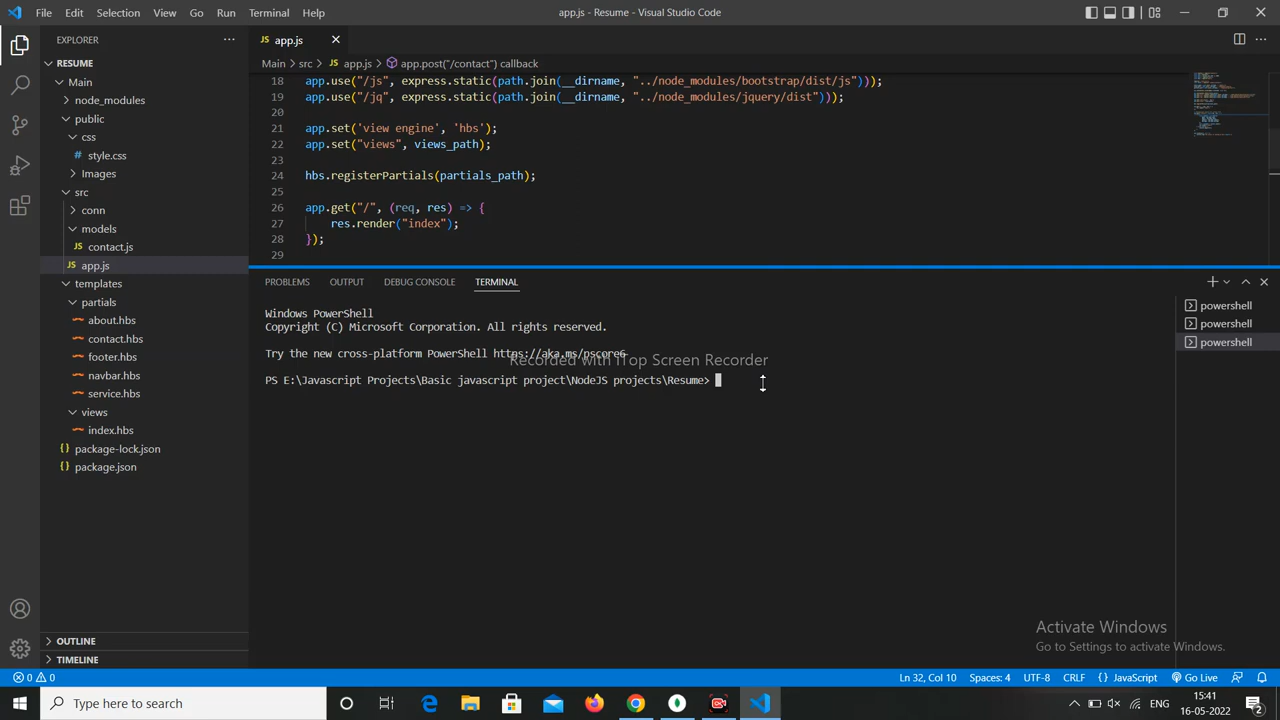 File Edit Selection View Go Run Terminal Help
app.js - Resume - Visual Studio Code
EXPLORER
RESUME
Main
node_modules
public
css
# style.css
Images
src
conn
models
JS contact.js
JS app.js
templates
partials
about.hbs
contact.hbs
footer.hbs
navbar.hbs
service.hbs
views
index.hbs
{} package-lock.json
{} package.json
OUTLINE
TIMELINE
JS app.js
Main > src > JS app.js > app.post("/contact") callback
18 app.use("/js", express.static(path.join(__dirname, "../node_modules/bootstrap/dist/js")));
19 app.use("/jq", express.static(path.join(__dirname, "../node_modules/jquery/dist")));
20
21 app.set('view engine', 'hbs');
22 app.set("views", views_path);
23
24 hbs.registerPartials(partials_path);
25
26 app.get("/", (req, res) => {
27 res.render("index");
28 });
29
PROBLEMS OUTPUT DEBUG CONSOLE TERMINAL
Windows PowerShell
Copyright (C) Microsoft Corporation. All rights reserved.
Try the new cross-platform PowerShell https://aka.ms/pscore6
PS E:\Javascript Projects\Basic javascript project\NodeJS projects\Resume>
powershell
powershell
powershell
Recorded with iTop Screen Recorder
Activate Windows
Go to Settings to activate Windows.
0 0
Ln 32, Col 10 Spaces: 4 UTF-8 CRLF {} JavaScript Go Live
Type here to search
ENG
15:41
16-05-2022
2